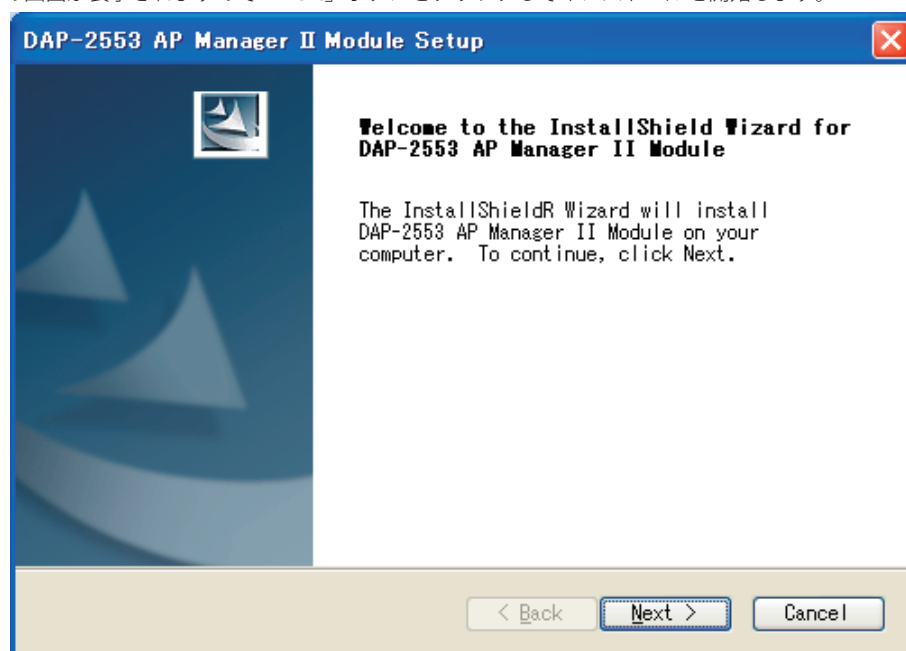 DAP-2553 AP Manager Ⅱ Module Setup
Welcome to the InstallShield Wizard for
DAP-2553 AP Manager II Module
The InstallShieldR Wizard will install
DAP-2553 AP Manager II Module on your
computer. To continue, click Next.
< Back
Next >
Cancel